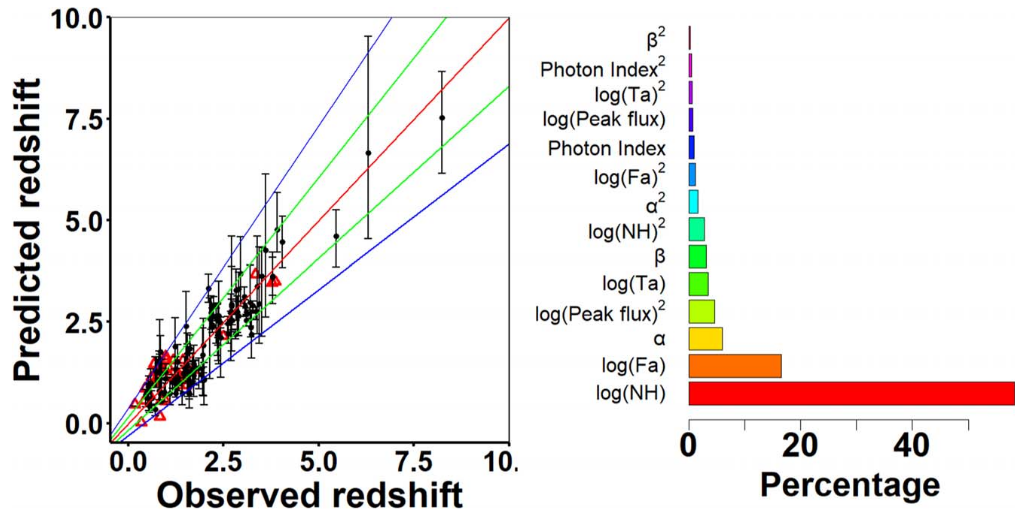 Predicted redshift
10.0
7.5
5.0
2.5
0.0
0.0 2.5 5.0 7.5 10.
Observed redshift
β²
Photon Index²
log(Ta)²
log(Peak flux)
Photon Index
log(Fa)²
α²
log(NH)²
β
log(Ta)
log(Peak flux)²
α
log(Fa)
log(NH)
0 20 40
Percentage